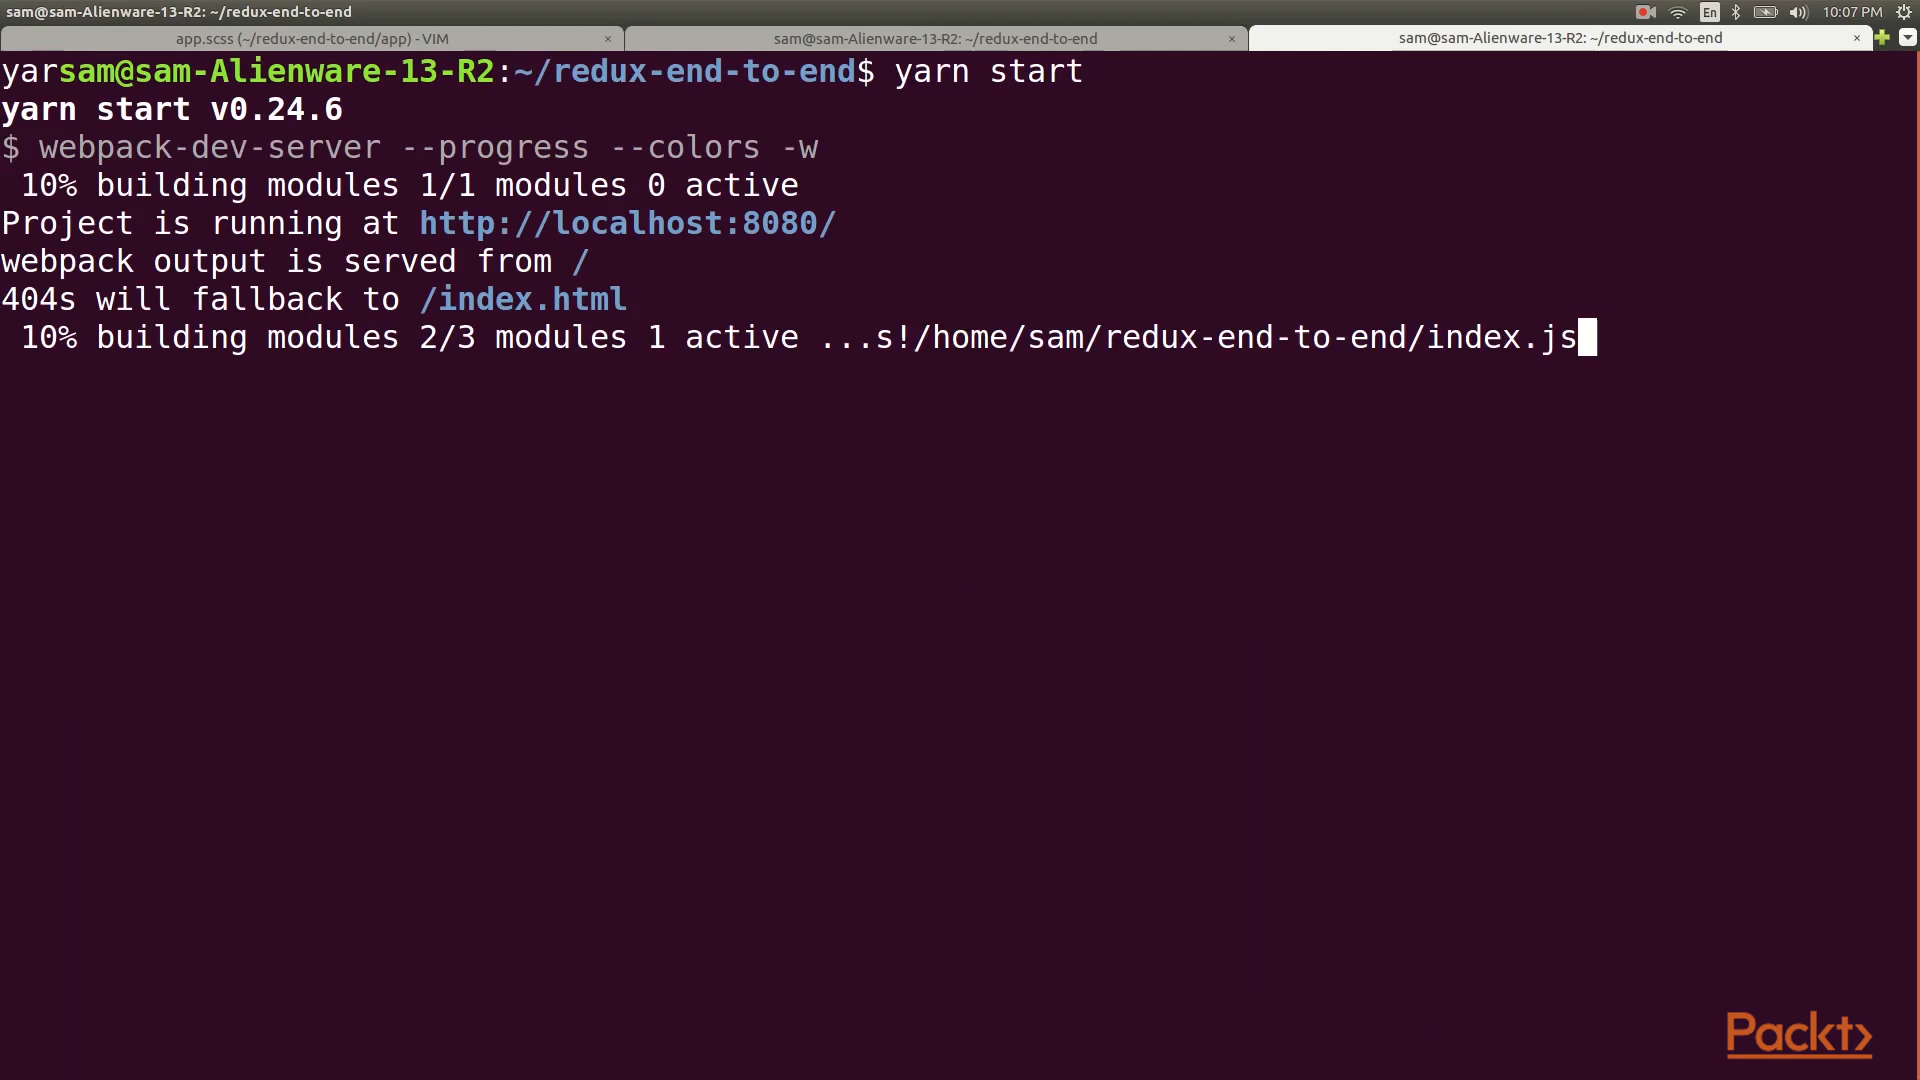 sam@sam-Alienware-13-R2: ~/redux-end-to-end
En
10:07 PM
app.scss (~/redux-end-to-end/app) - VIM × sam@sam-Alienware-13-R2: ~/redux-end-to-end × sam@sam-Alienware-13-R2: ~/redux-end-to-end ×
yarsam@sam-Alienware-13-R2:~/redux-end-to-end$ yarn start
yarn start v0.24.6
$ webpack-dev-server --progress --colors -w
 10% building modules 1/1 modules 0 active
Project is running at http://localhost:8080/
webpack output is served from /
404s will fallback to /index.html
 10% building modules 2/3 modules 1 active ...s!/home/sam/redux-end-to-end/index.js
Packt>